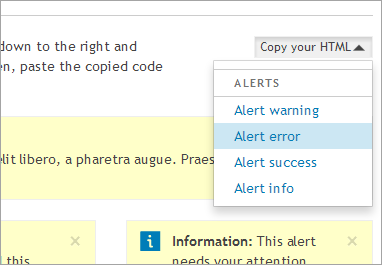 down to the right and
Copy your HTML
en, paste the copied code
ALERTS
Alert warning
Alert error
Alert success
Alert info
elit libero, a pharetra augue. Praes
Information: This alert
this
needs your attention